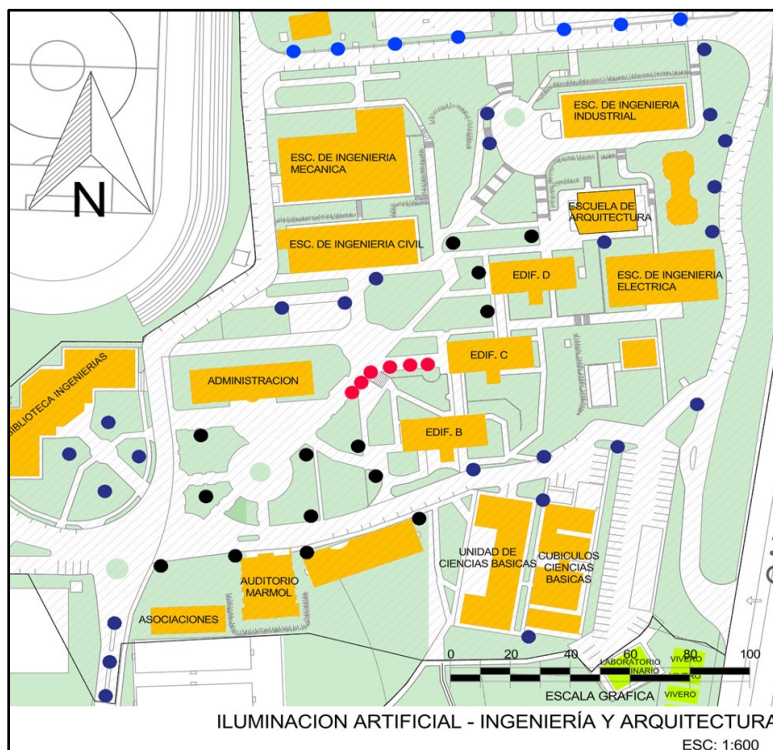 ESC. DE INGENIERIA
INDUSTRIAL
ESC. DE INGENIERIA
MECANICA
N
ESCUELA DE
ARQUITECTURA
ESC. DE INGENIERIA CIVIL
EDIF. D
ESC. DE INGENIERIA
ELECTRICA
EDIF. C
BIBLIOTECA INGENIERIAS
ADMINISTRACION
EDIF. B
UNIDAD DE
CIENCIAS BASICAS
CUBICULOS
CIENCIAS
BASICAS
AUDITORIO
MARMOL
ASOCIACIONES
0 20 40 60 80 100
LABORATORIO
VIVERO
VIVERO
ESCALA GRAFICA
ILUMINACION ARTIFICIAL - INGENIERÍA Y ARQUITECTURA
ESC: 1:600